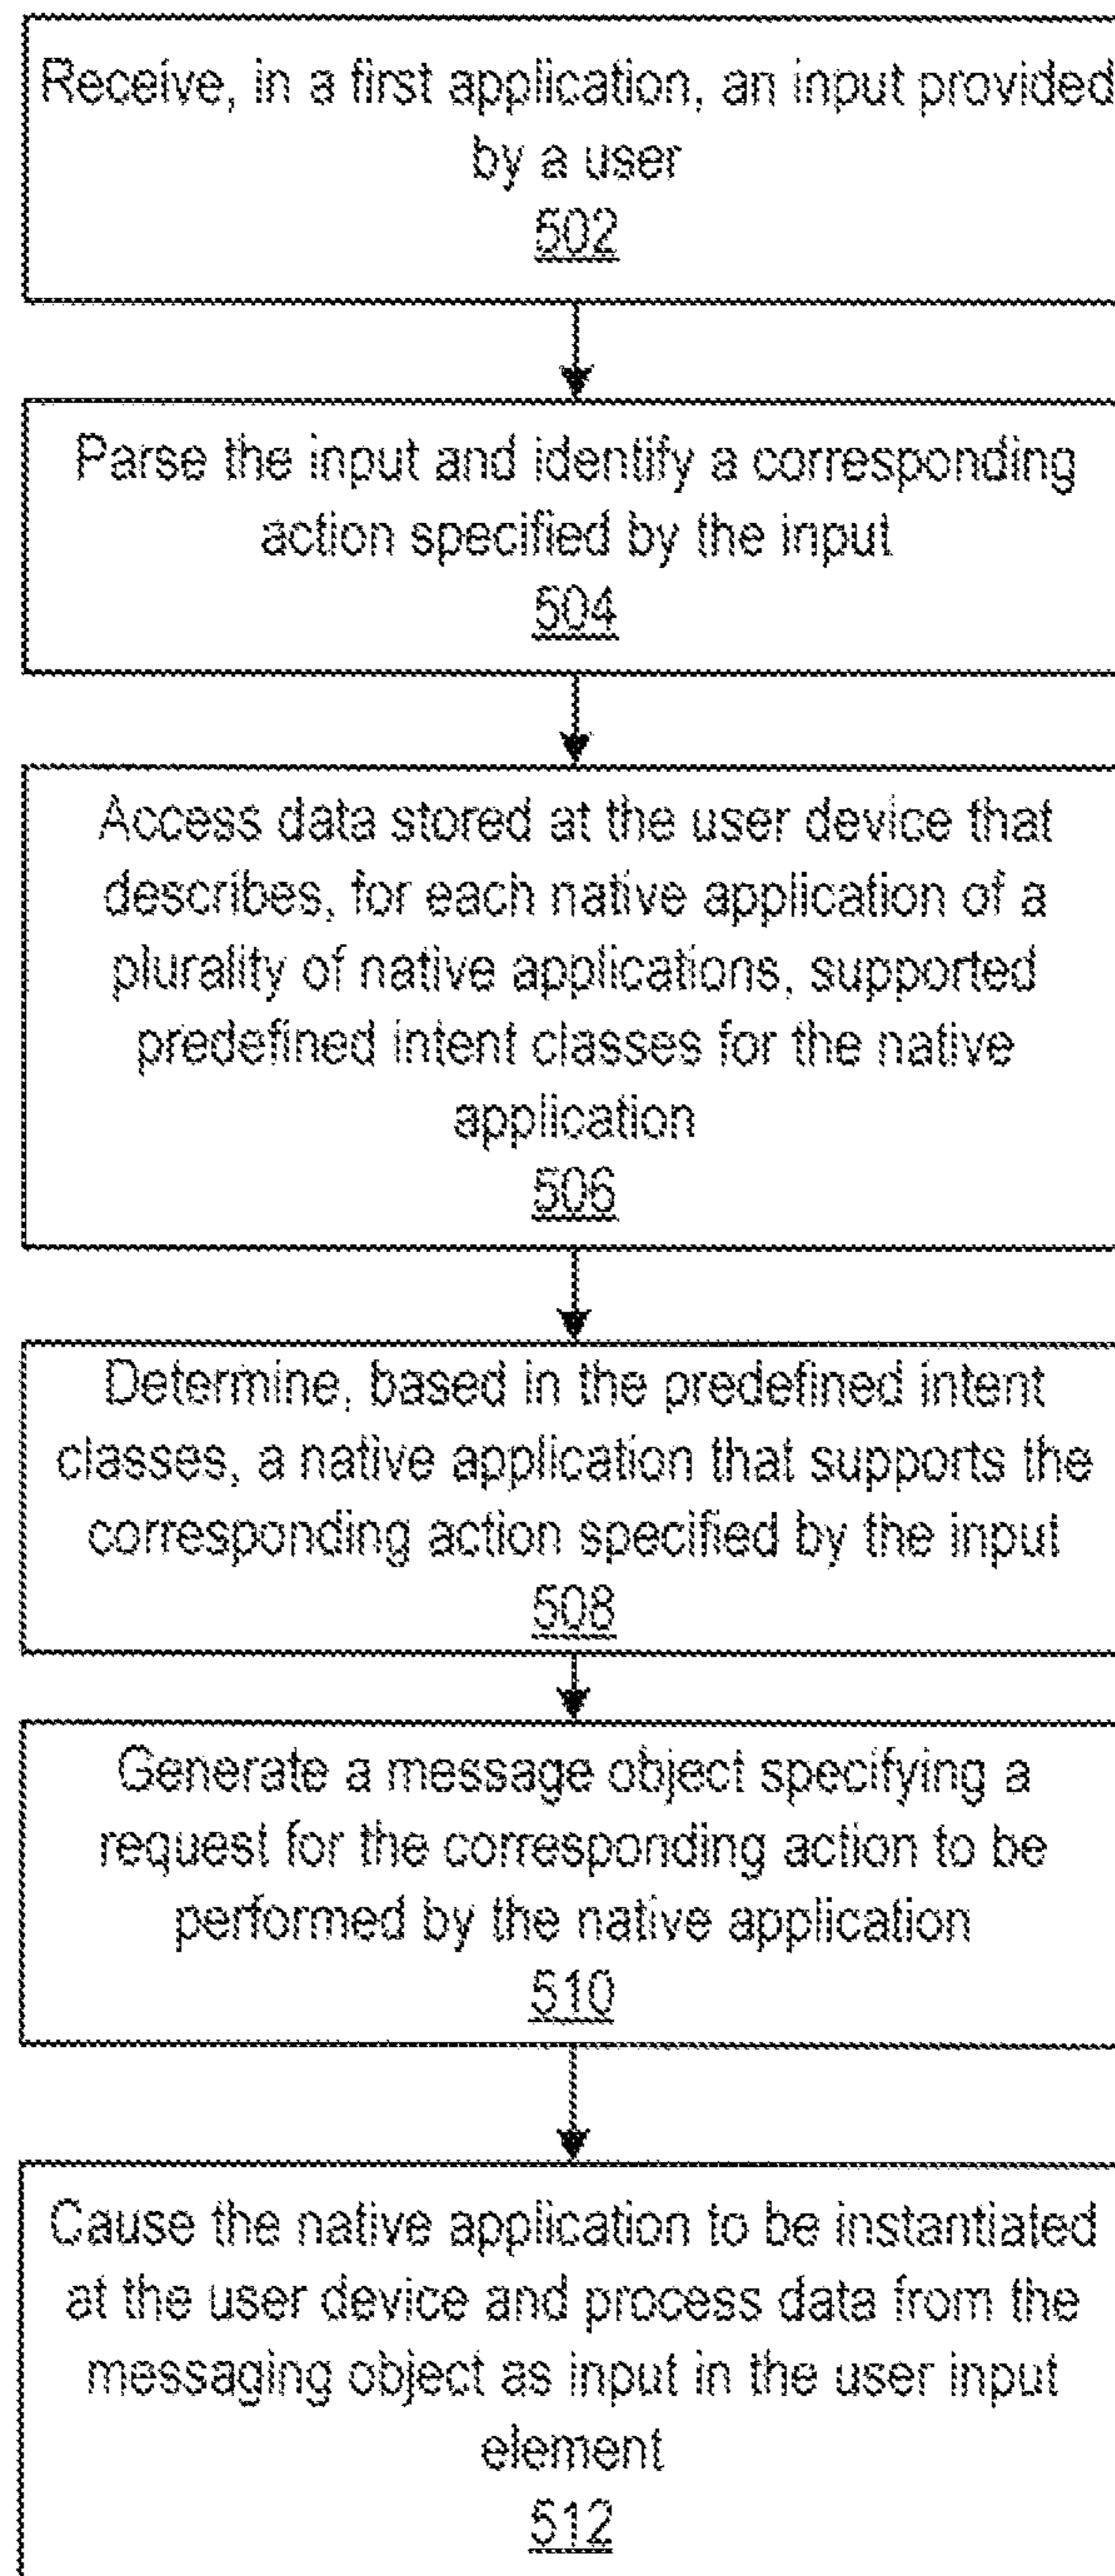 Receive, in a first application, an input provided
by a user
502
Parse the input and identify a corresponding
action specified by the input
504
Access data stored at the user device that
describes, for each native application of a
plurality of native applications, supported
predefined intent classes for the native
application
506
Determine, based in the predefined intent
classes, a native application that supports the
corresponding action specified by the input
508
Generate a message object specifying a
request for the corresponding action to be
performed by the native application
510
Cause the native application to be instantiated
at the user device and process data from the
messaging object as input in the user input
element
512